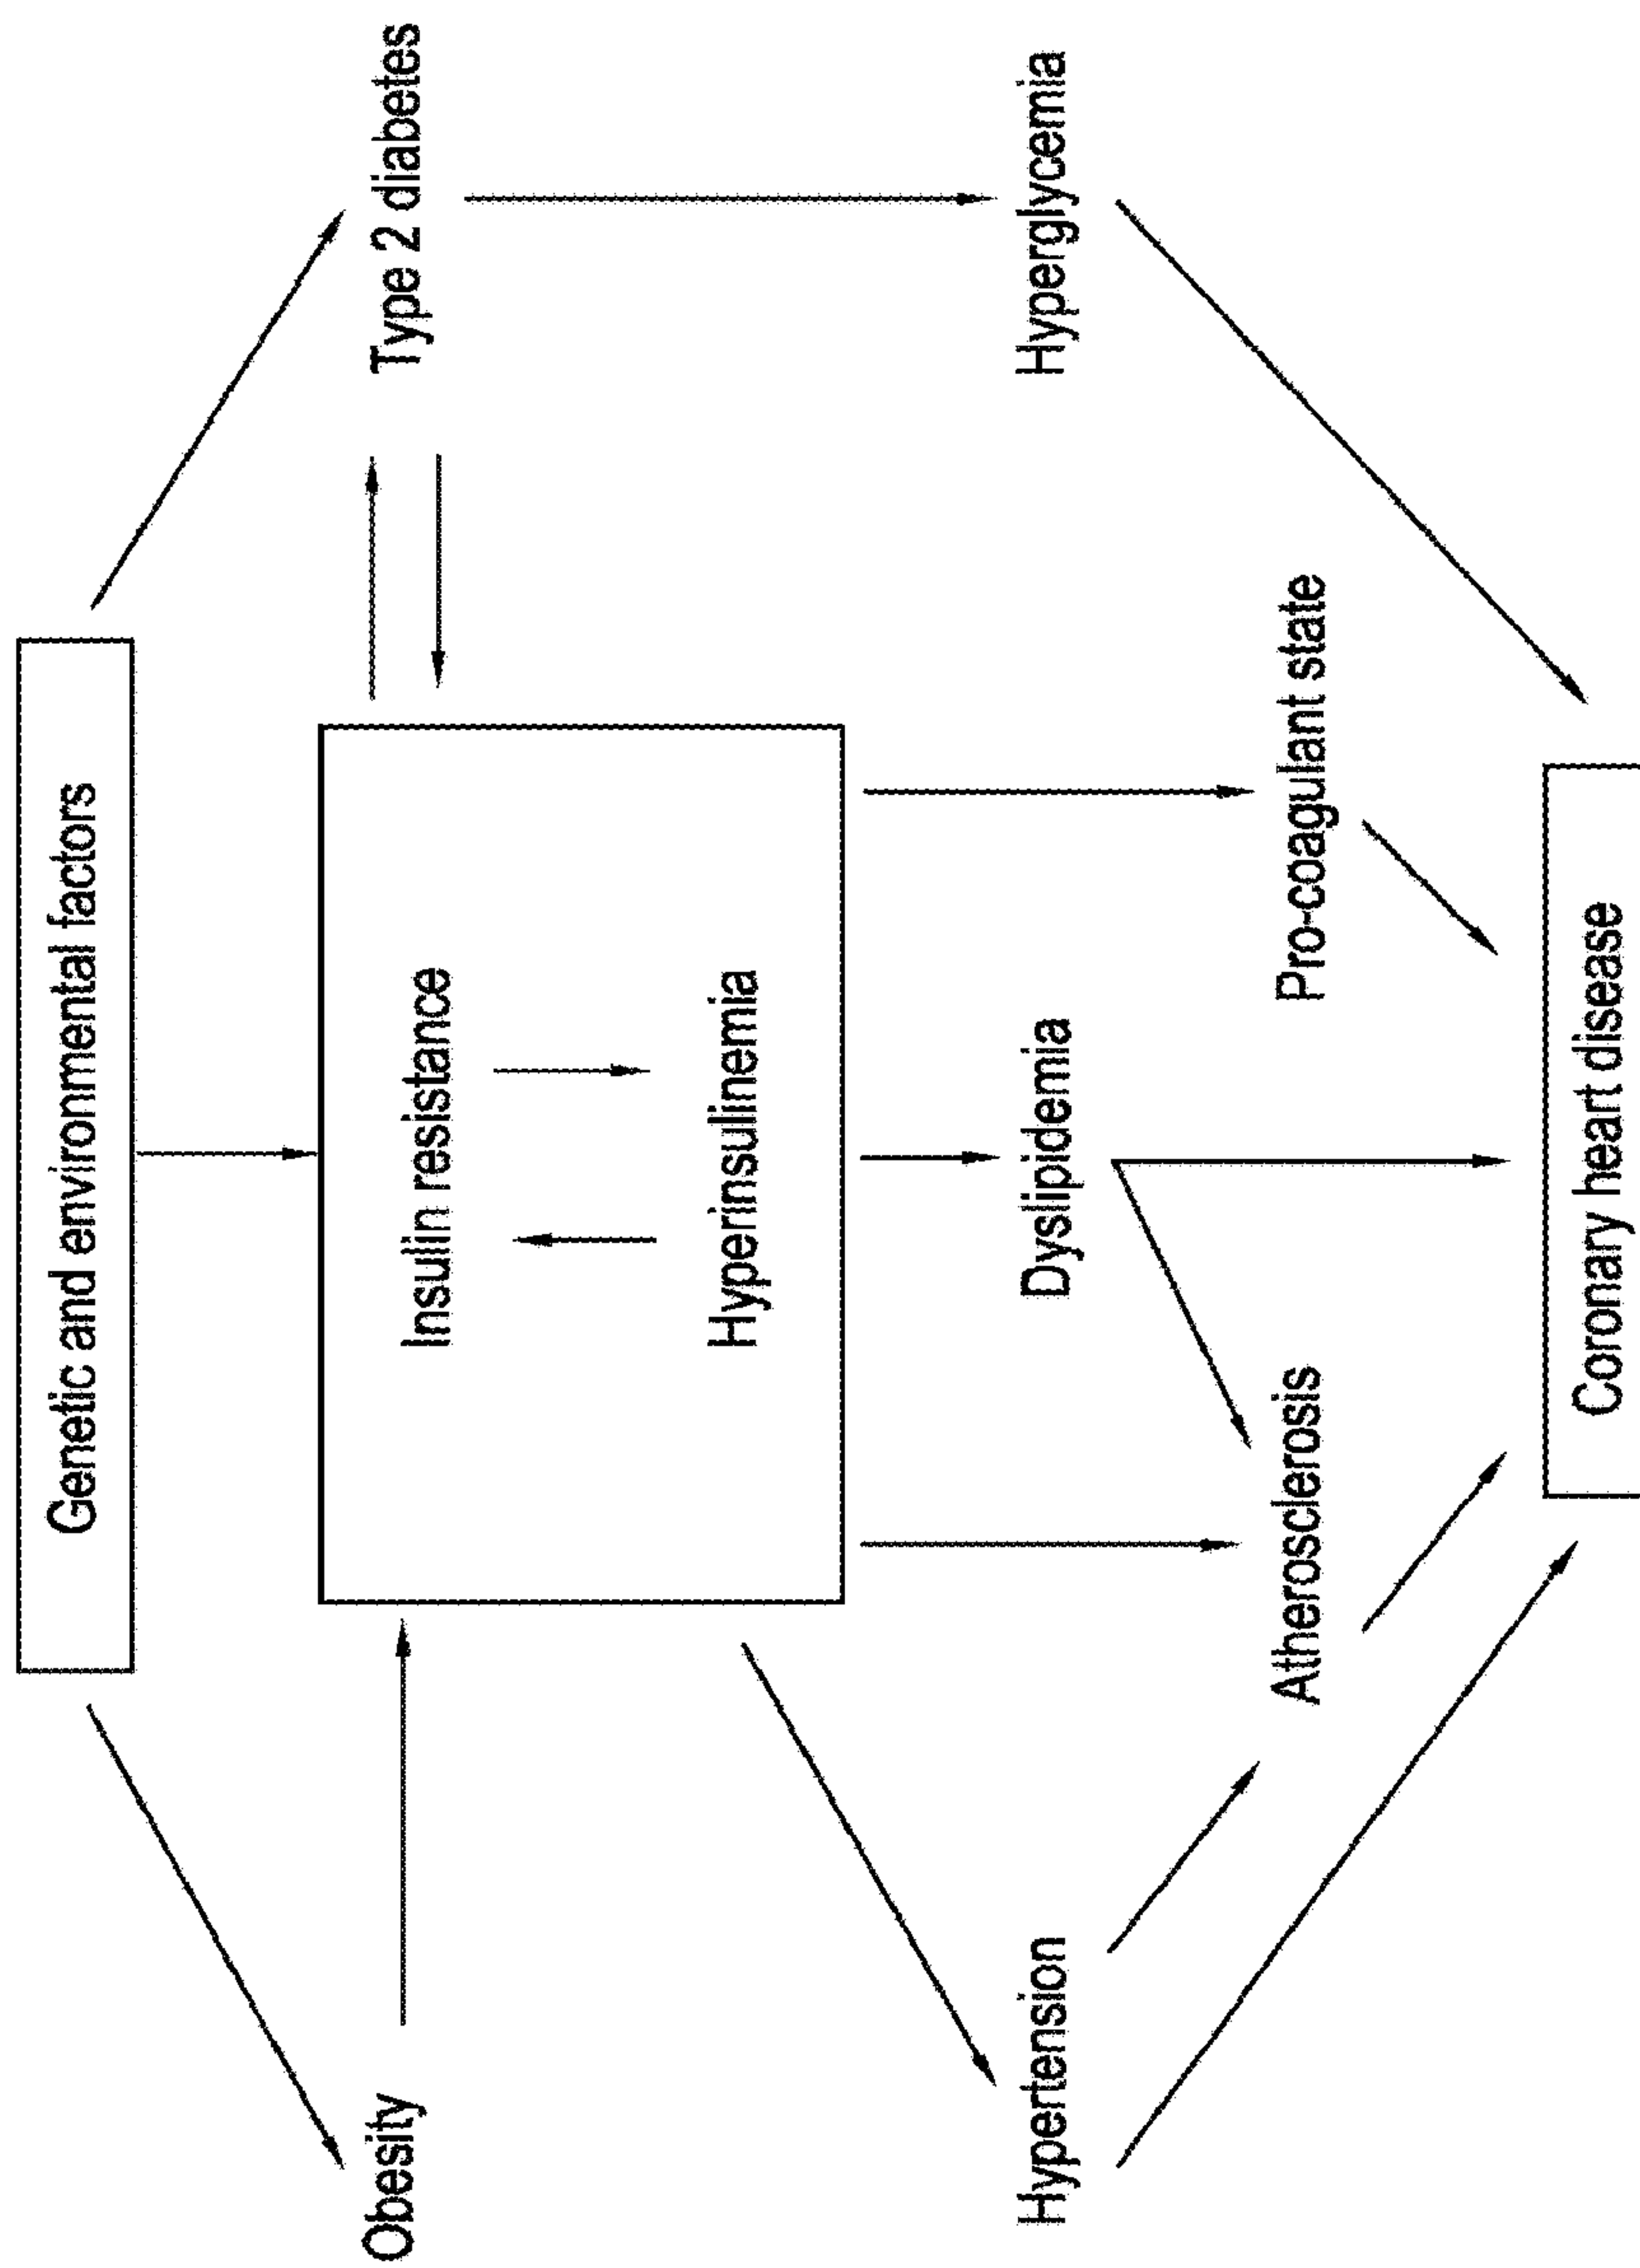 Genetic and environmental factors
Obesity
Insulin resistance
Type 2 diabetes
Hyperinsulinemia
Hypertension
Dyslipidemia
Hyperglycemia
Atherosclerosis
Pro-coagulant state
Coronary heart disease